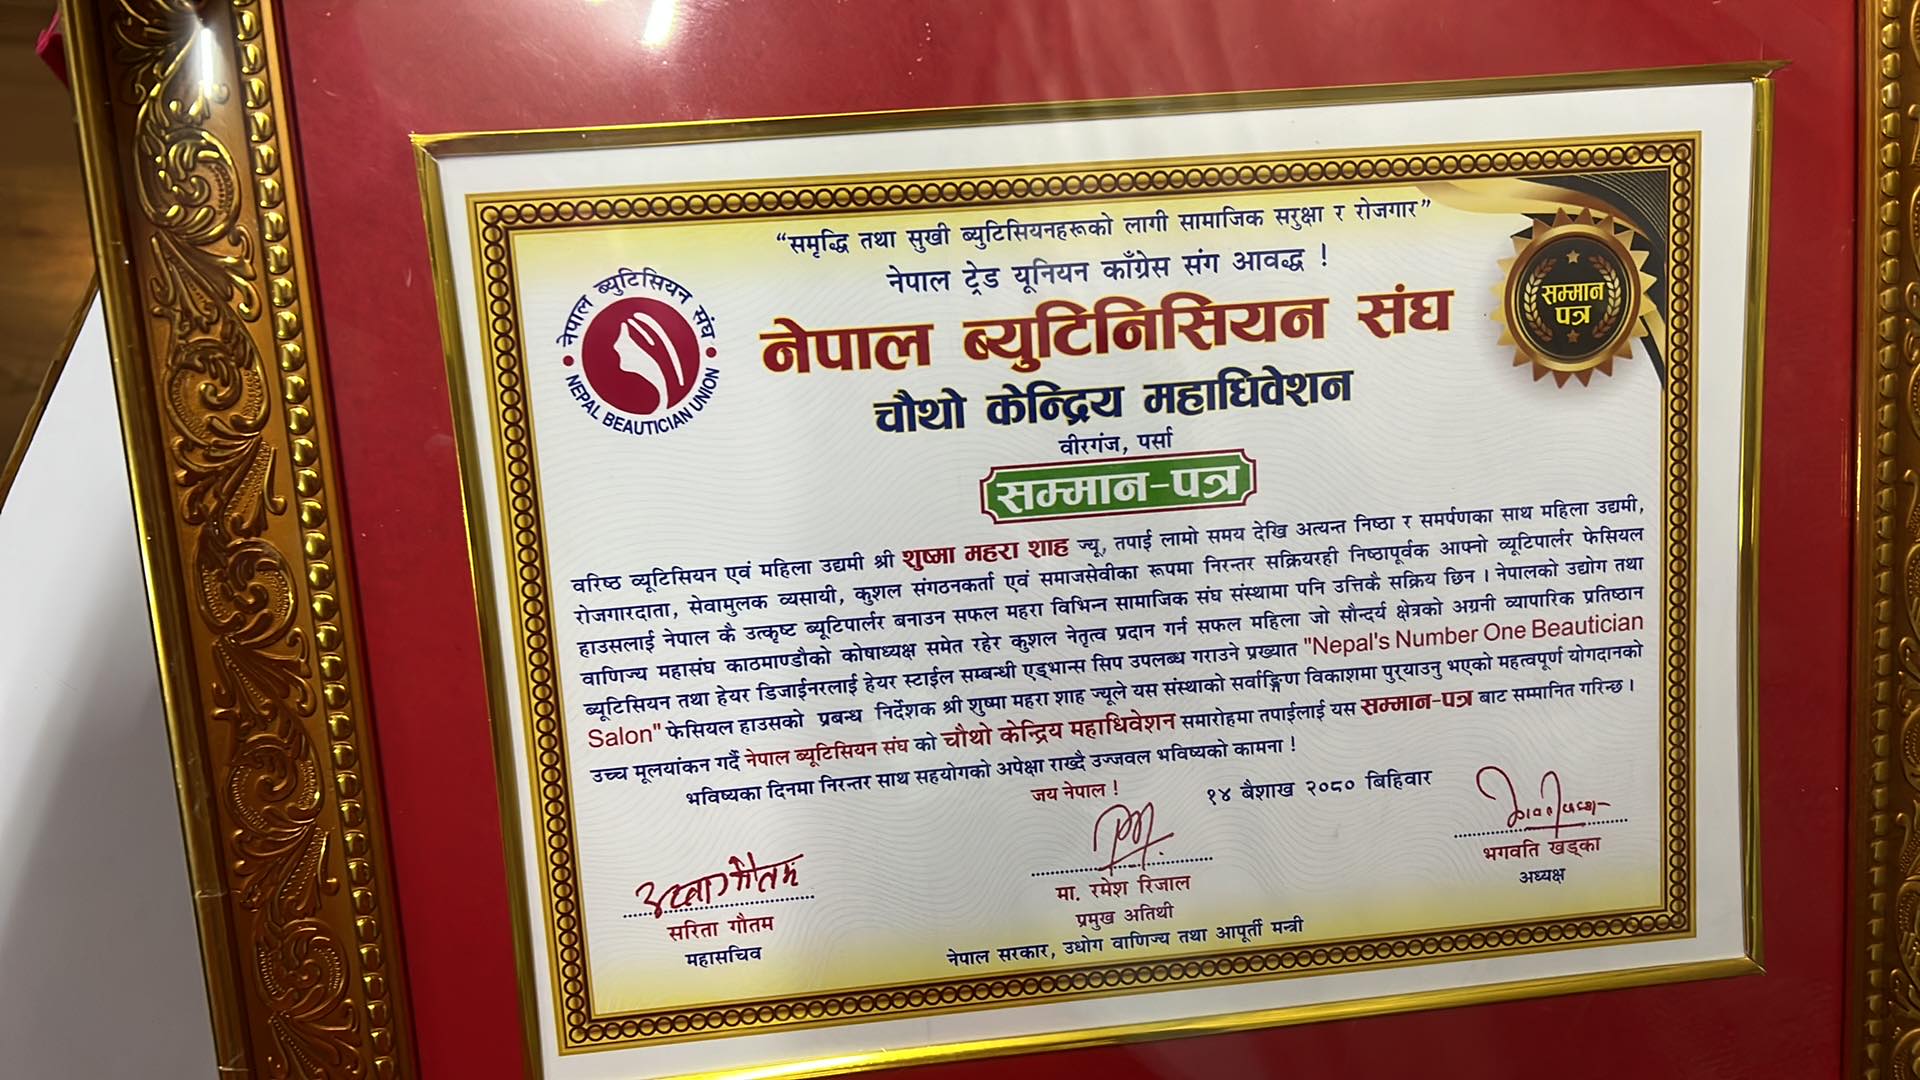 “समृद्धि तथा सुखी ब्युटिसियनहरूको लागी सामाजिक सरुक्षा र रोजगार”
नेपाल ट्रेड यूनियन काँग्रेस संग आवद्ध !
नेपाल ब्युटिसियन संघ
NEPAL BEAUTICIAN UNION
सम्मान
पत्र
नेपाल ब्युटिनिसियन संघ
चौथो केन्द्रिय महाधिवेशन
वीरगंज, पर्सा
सम्मान-पत्र
वरिष्ठ व्यूटिसियन एवं महिला उद्यमी श्री शुष्मा महरा शाह ज्यू, तपाई लामो समय देखि अत्यन्त निष्ठा र समर्पणका साथ महिला उद्यमी,
रोजगारदाता, सेवामुलक व्यसायी, कुशल संगठनकर्ता एवं समाजसेवीका रूपमा निरन्तर सक्रियरही निष्ठापूर्वक आफ्नो व्यूटिपार्लर फेसियल
हाउसलाई नेपाल कै उत्कृष्ट ब्यूटिपार्लर बनाउन सफल महरा विभिन्न सामाजिक संघ संस्थामा पनि उत्तिकै सक्रिय छिन । नेपालको उद्योग तथा
वाणिज्य महासंघ काठमाण्डौको कोषाध्यक्ष समेत रहेर कुशल नेतृत्व प्रदान गर्न सफल महिला जो सौन्दर्य क्षेत्रको अग्रनी व्यापारिक प्रतिष्ठान
ब्यूटिसियन तथा हेयर डिजाईनरलाई हेयर स्टाईल सम्बन्धी एड्भान्स सिप उपलब्ध गराउने प्रख्यात "Nepal's Number One Beautician
Salon" फेसियल हाउसको प्रबन्ध निर्देशक श्री शुष्मा महरा शाह ज्यूले यस संस्थाको सर्वाङ्गिण विकाशमा पुर्‍याउनु भएको महत्वपूर्ण योगदानको
उच्च मूलयांकन गर्दै नेपाल ब्यूटिसियन संघ को चौथो केन्द्रिय महाधिवेशन समारोहमा तपाईलाई यस सम्मान-पत्र बाट सम्मानित गरिन्छ ।
भविष्यका दिनमा निरन्तर साथ सहयोगको अपेक्षा राख्दै उज्जवल भविष्यको कामना !
जय नेपाल !
१४ बैशाख २०८० बिहिवार
सरिता गौतम
महासचिव
मा. रमेश रिजाल
प्रमुख अतिथी
नेपाल सरकार, उधोग वाणिज्य तथा आपूर्ती मन्त्री
भगवति खड्का
अध्यक्ष